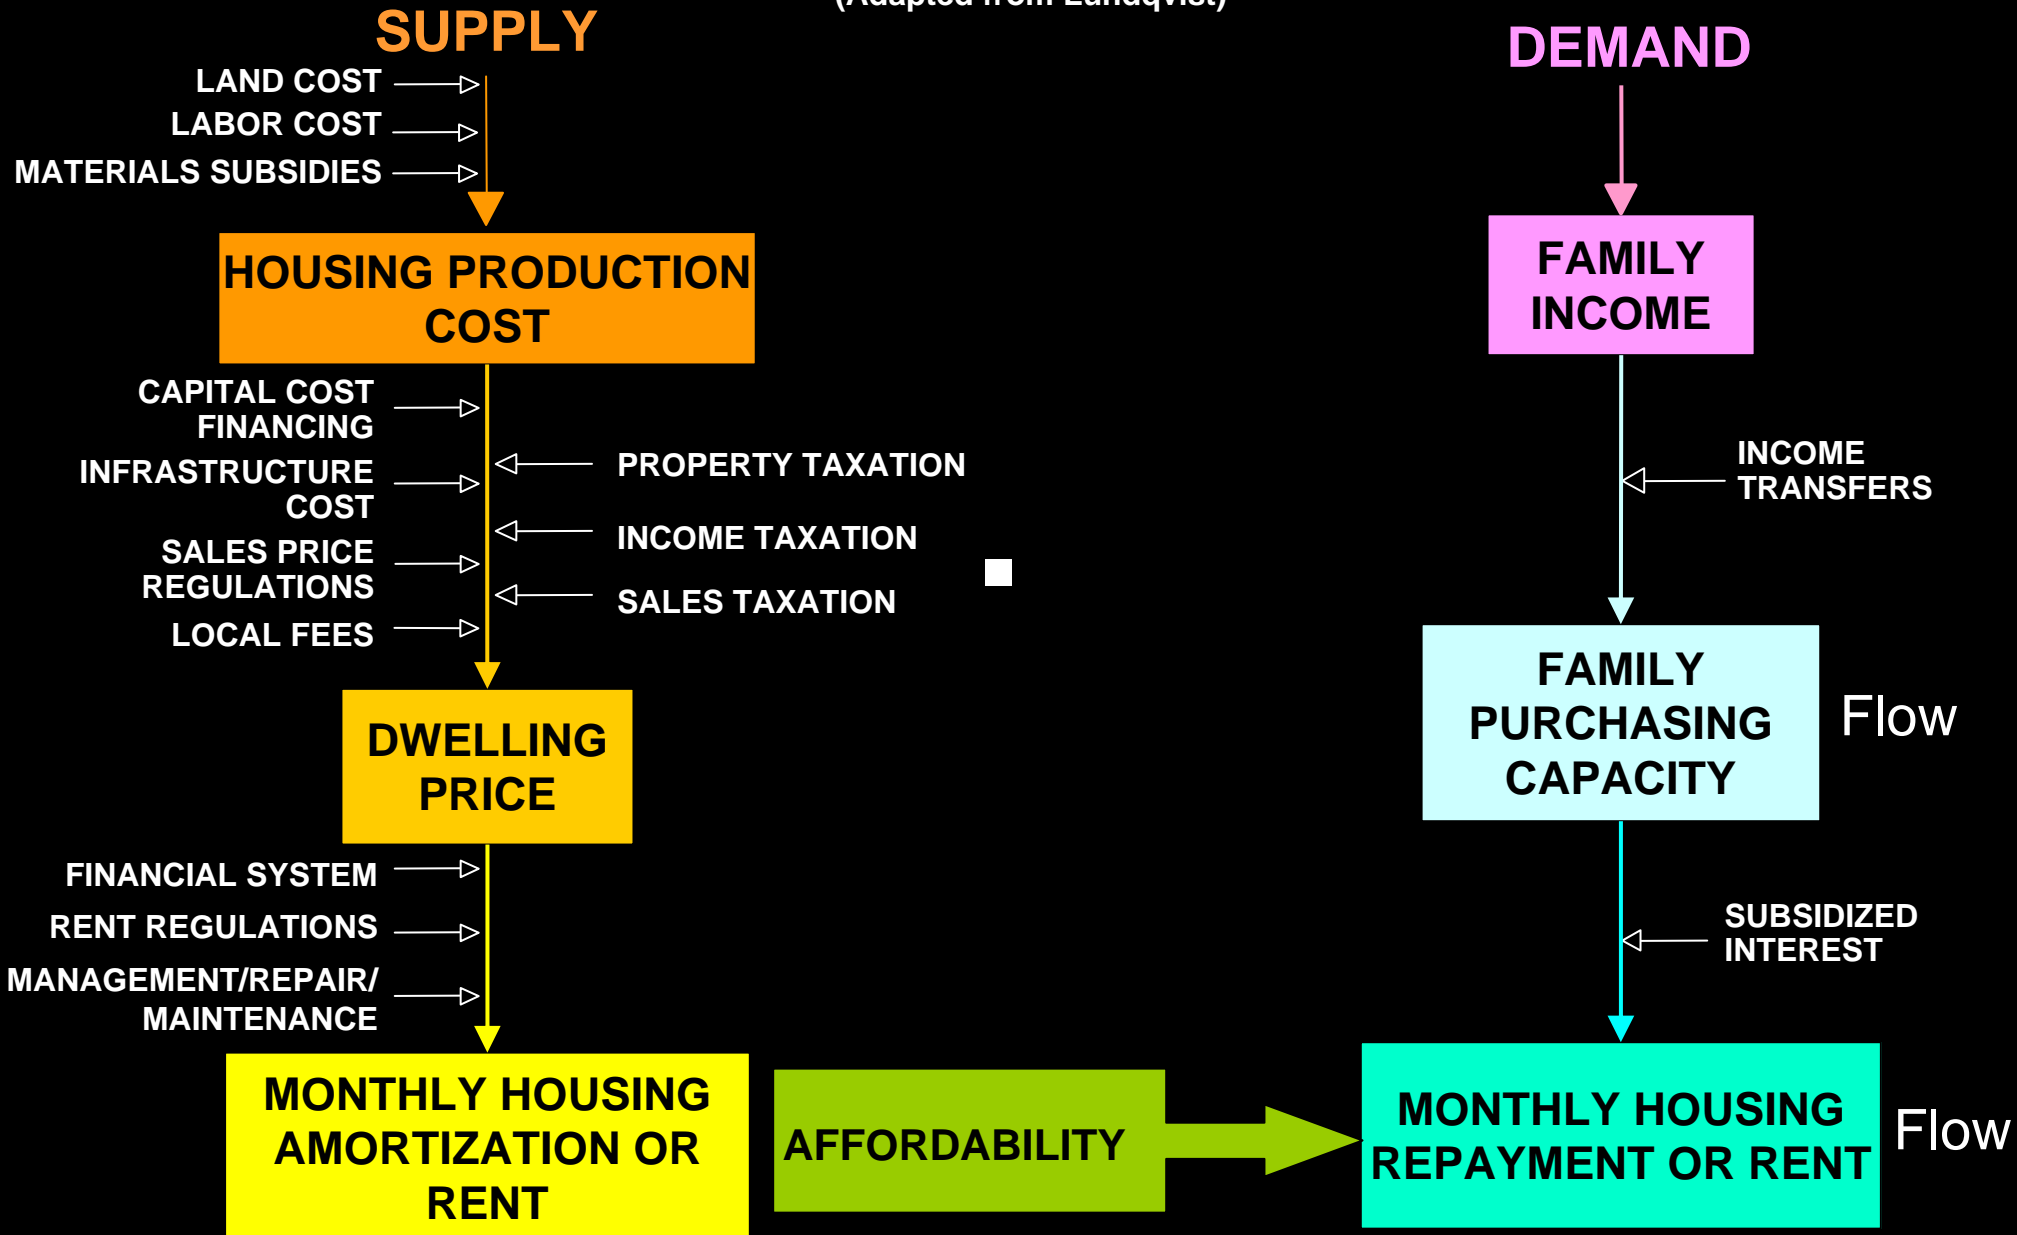 (Adapted from Lundqvist)
SUPPLY
LAND COST
LABOR COST
MATERIALS SUBSIDIES
HOUSING PRODUCTION
COST
CAPITAL COST
FINANCING
INFRASTRUCTURE
COST
SALES PRICE
REGULATIONS
LOCAL FEES
PROPERTY TAXATION
INCOME TAXATION
SALES TAXATION
DWELLING
PRICE
FINANCIAL SYSTEM
RENT REGULATIONS
MANAGEMENT/REPAIR/
MAINTENANCE
MONTHLY HOUSING
AMORTIZATION OR
RENT
AFFORDABILITY
DEMAND
FAMILY
INCOME
INCOME
TRANSFERS
FAMILY
PURCHASING
CAPACITY
Flow
SUBSIDIZED
INTEREST
MONTHLY HOUSING
REPAYMENT OR RENT
Flow